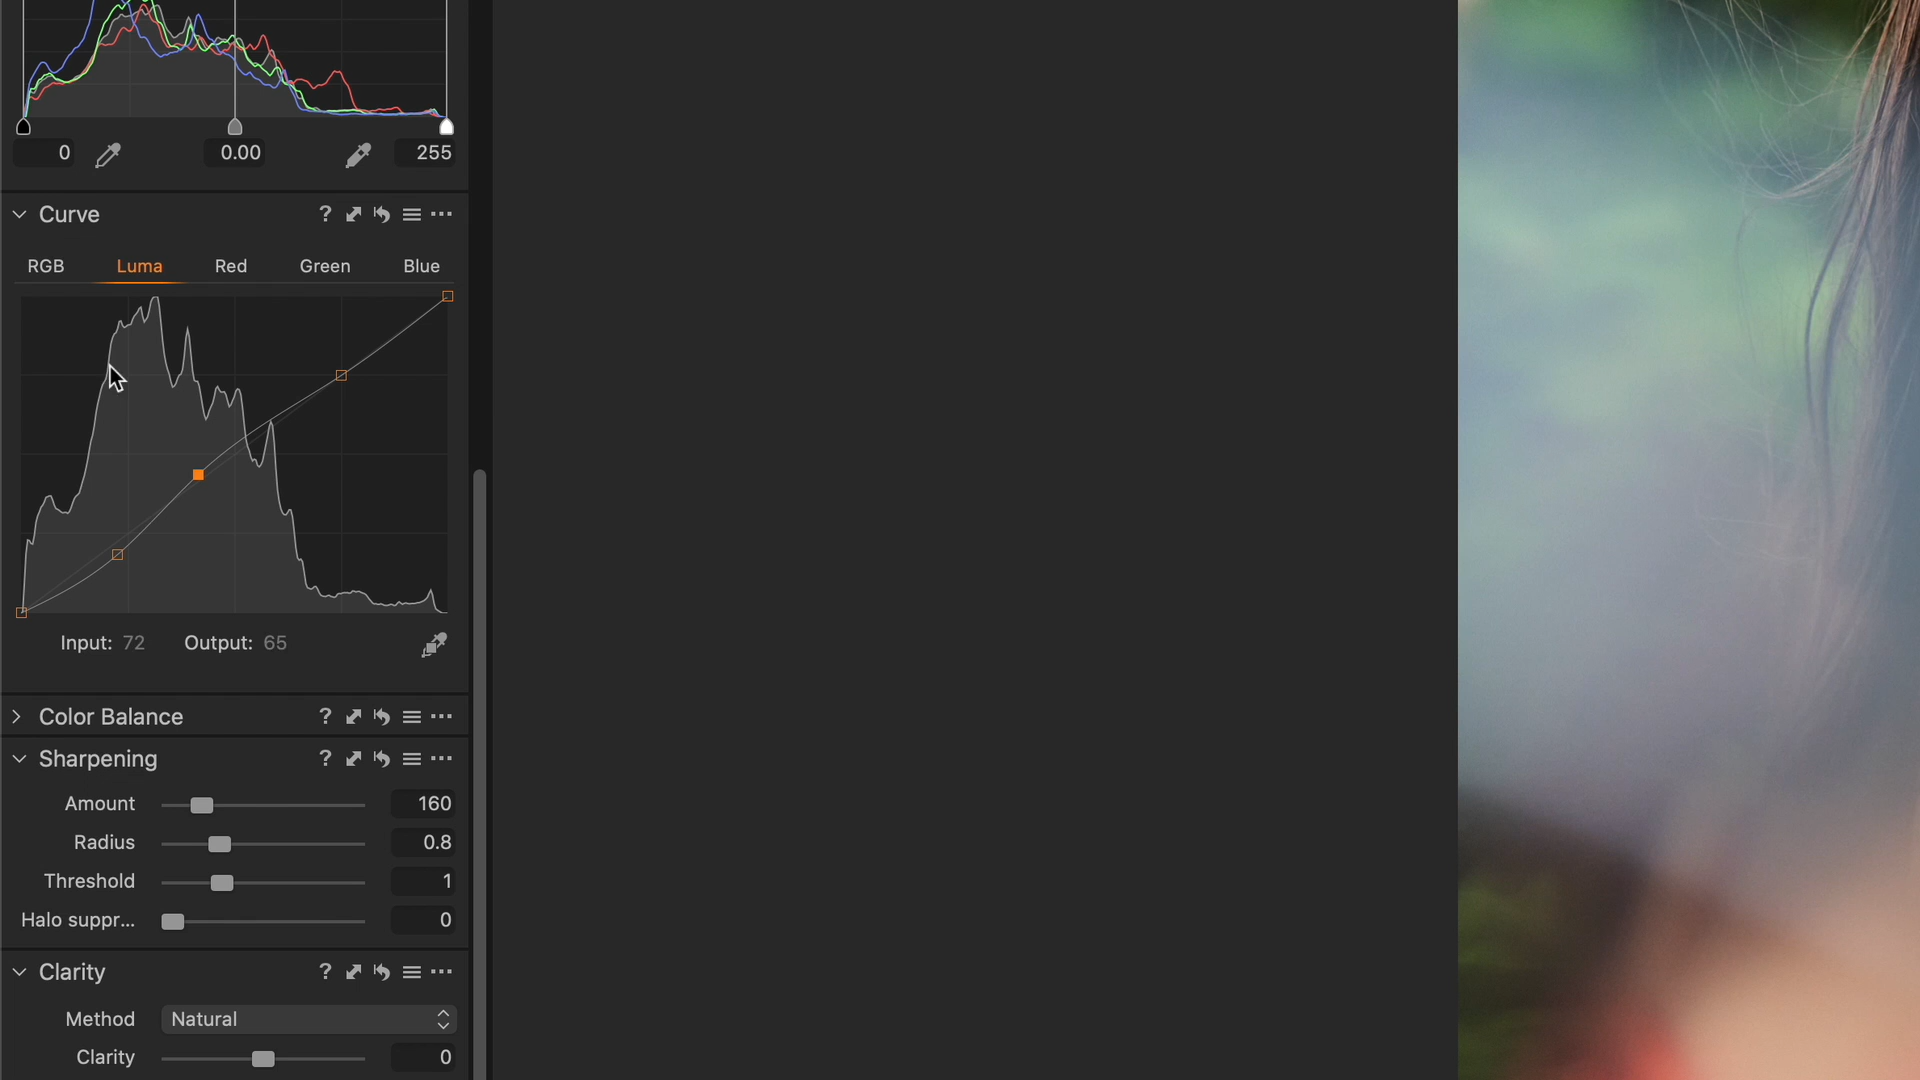 0 0.00 255
Curve ?
RGB Luma Red Green Blue
Input: 72 Output: 65
Color Balance ?
Sharpening ?
Amount 160
Radius 0.8
Threshold 1
Halo suppr... 0
Clarity ?
Method Natural
Clarity 0